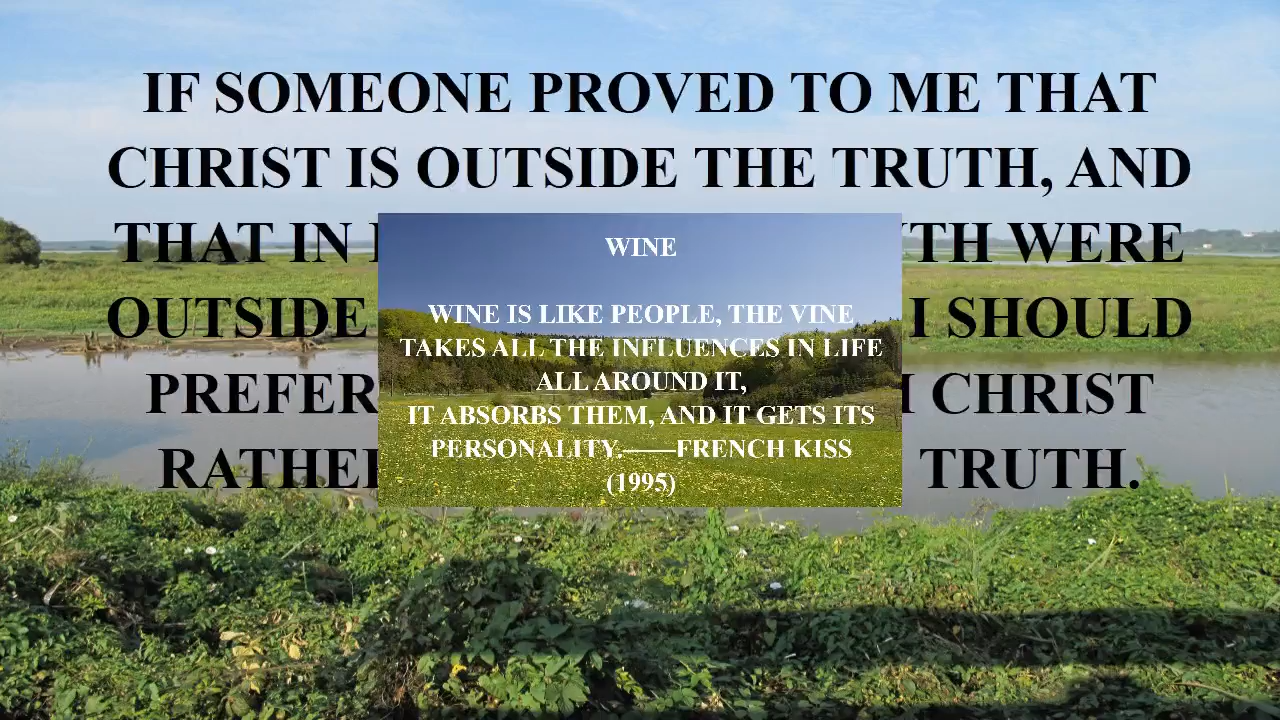 IF SOMEONE PROVED TO ME THAT
CHRIST IS OUTSIDE THE TRUTH, AND
THAT IN WERE
OUTSIDE I SHOULD
PREFER CHRIST
TRUTH.
WINE
WINE IS LIKE PEOPLE, THE VINE
TAKES ALL THE INFLUENCES IN LIFE
ALL AROUND IT,
IT ABSORBS THEM, AND IT GETS ITS
PERSONALITY.——FRENCH KISS
(1995)